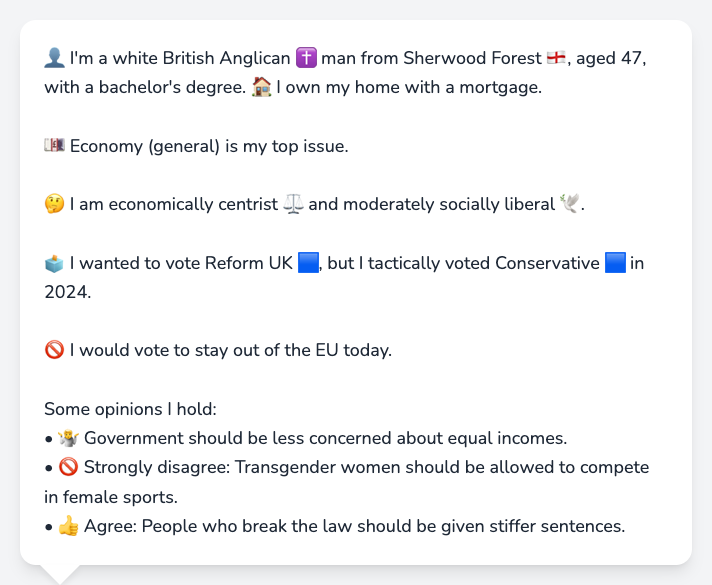 👤 I'm a white British Anglican ✝️ man from Sherwood Forest 🏴󠁧󠁢󠁥󠁮󠁧󠁿, aged 47,
with a bachelor's degree. 🏠 I own my home with a mortgage.
💷 Economy (general) is my top issue.
🤔 I am economically centrist ⚖️ and moderately socially liberal 🕊️.
🗳️ I wanted to vote Reform UK 🟦, but I tactically voted Conservative 🟦 in
2024.
🚫 I would vote to stay out of the EU today.
Some opinions I hold:
• 🤷 Government should be less concerned about equal incomes.
• 🚫 Strongly disagree: Transgender women should be allowed to compete
in female sports.
• 👍 Agree: People who break the law should be given stiffer sentences.